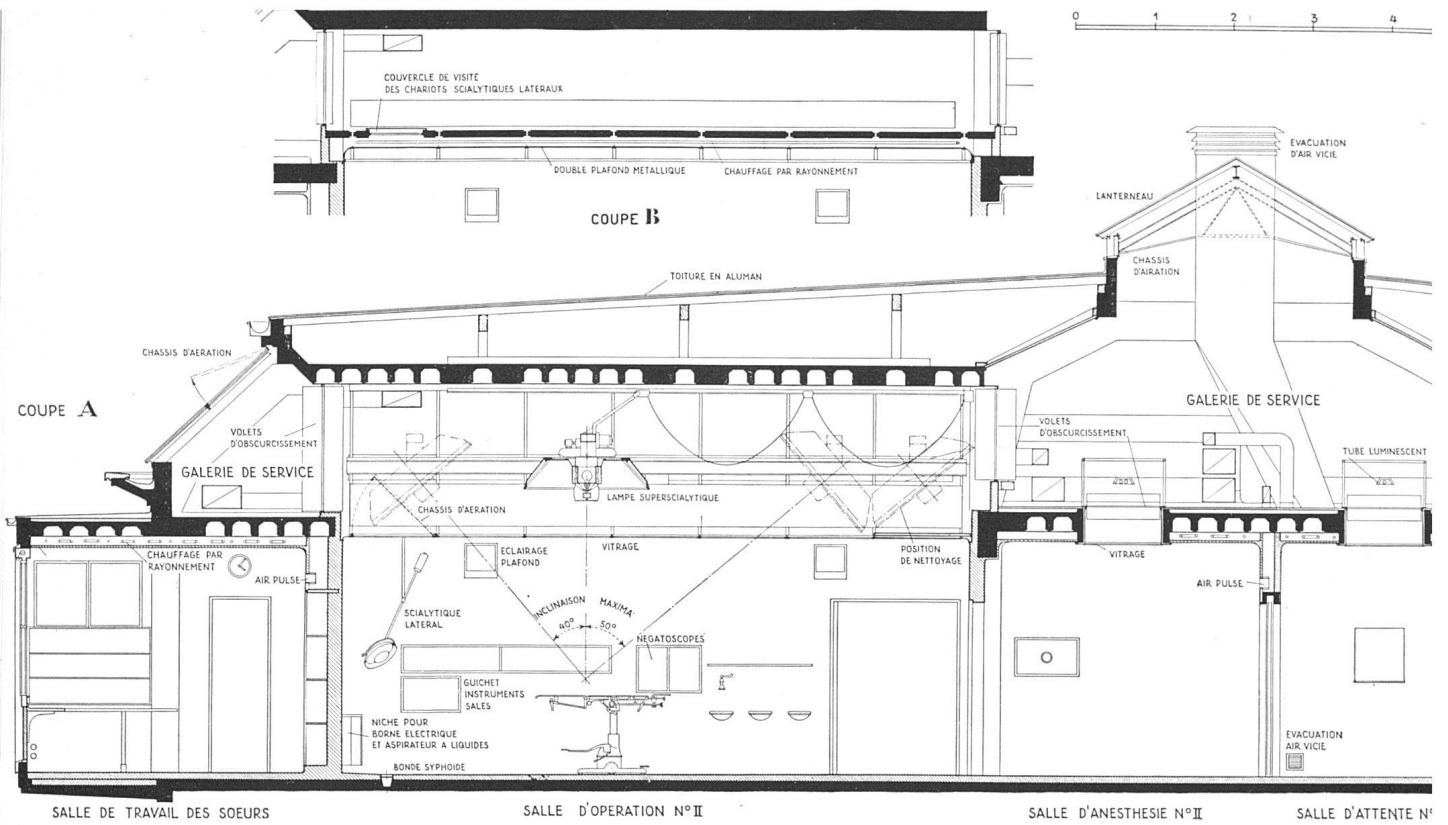 0 1 2 3 4
COUVERCLE DE VISITE
DES CHARIOTS SCIALYTIQUES LATERAUX
DOUBLE PLAFOND METALLIQUE
CHAUFFAGE PAR RAYONNEMENT
COUPE B
EVACUATION
D'AIR VICIE
LANTERNEAU
CHASSIS
D'AIRATION
TOITURE EN ALUMAN
CHASSIS D'AERATION
COUPE A
VOLETS
D'OBSCURCISSEMENT
GALERIE DE SERVICE
LAMPE SUPERSCIALYTIQUE
CHASSIS D'AERATION
VOLETS
D'OBSCURCISSEMENT
GALERIE DE SERVICE
TUBE LUMINESCENT
CHAUFFAGE PAR
RAYONNEMENT
AIR PULSE
ECLAIRAGE
PLAFOND
VITRAGE
POSITION
DE NETTOYAGE
VITRAGE
AIR PULSE
SCIALYTIQUE
LATERAL
INCLINAISON MAXIMA
40° 50°
NEGATOSCOPES
GUICHET
INSTRUMENTS
SALES
NICHE POUR
BORNE ELECTRIQUE
ET ASPIRATEUR A LIQUIDES
BONDE SYPHOIDE
EVACUATION
AIR VICIE
SALLE DE TRAVAIL DES SOEURS
SALLE D'OPERATION N° II
SALLE D'ANESTHESIE N° II
SALLE D'ATTENTE N°